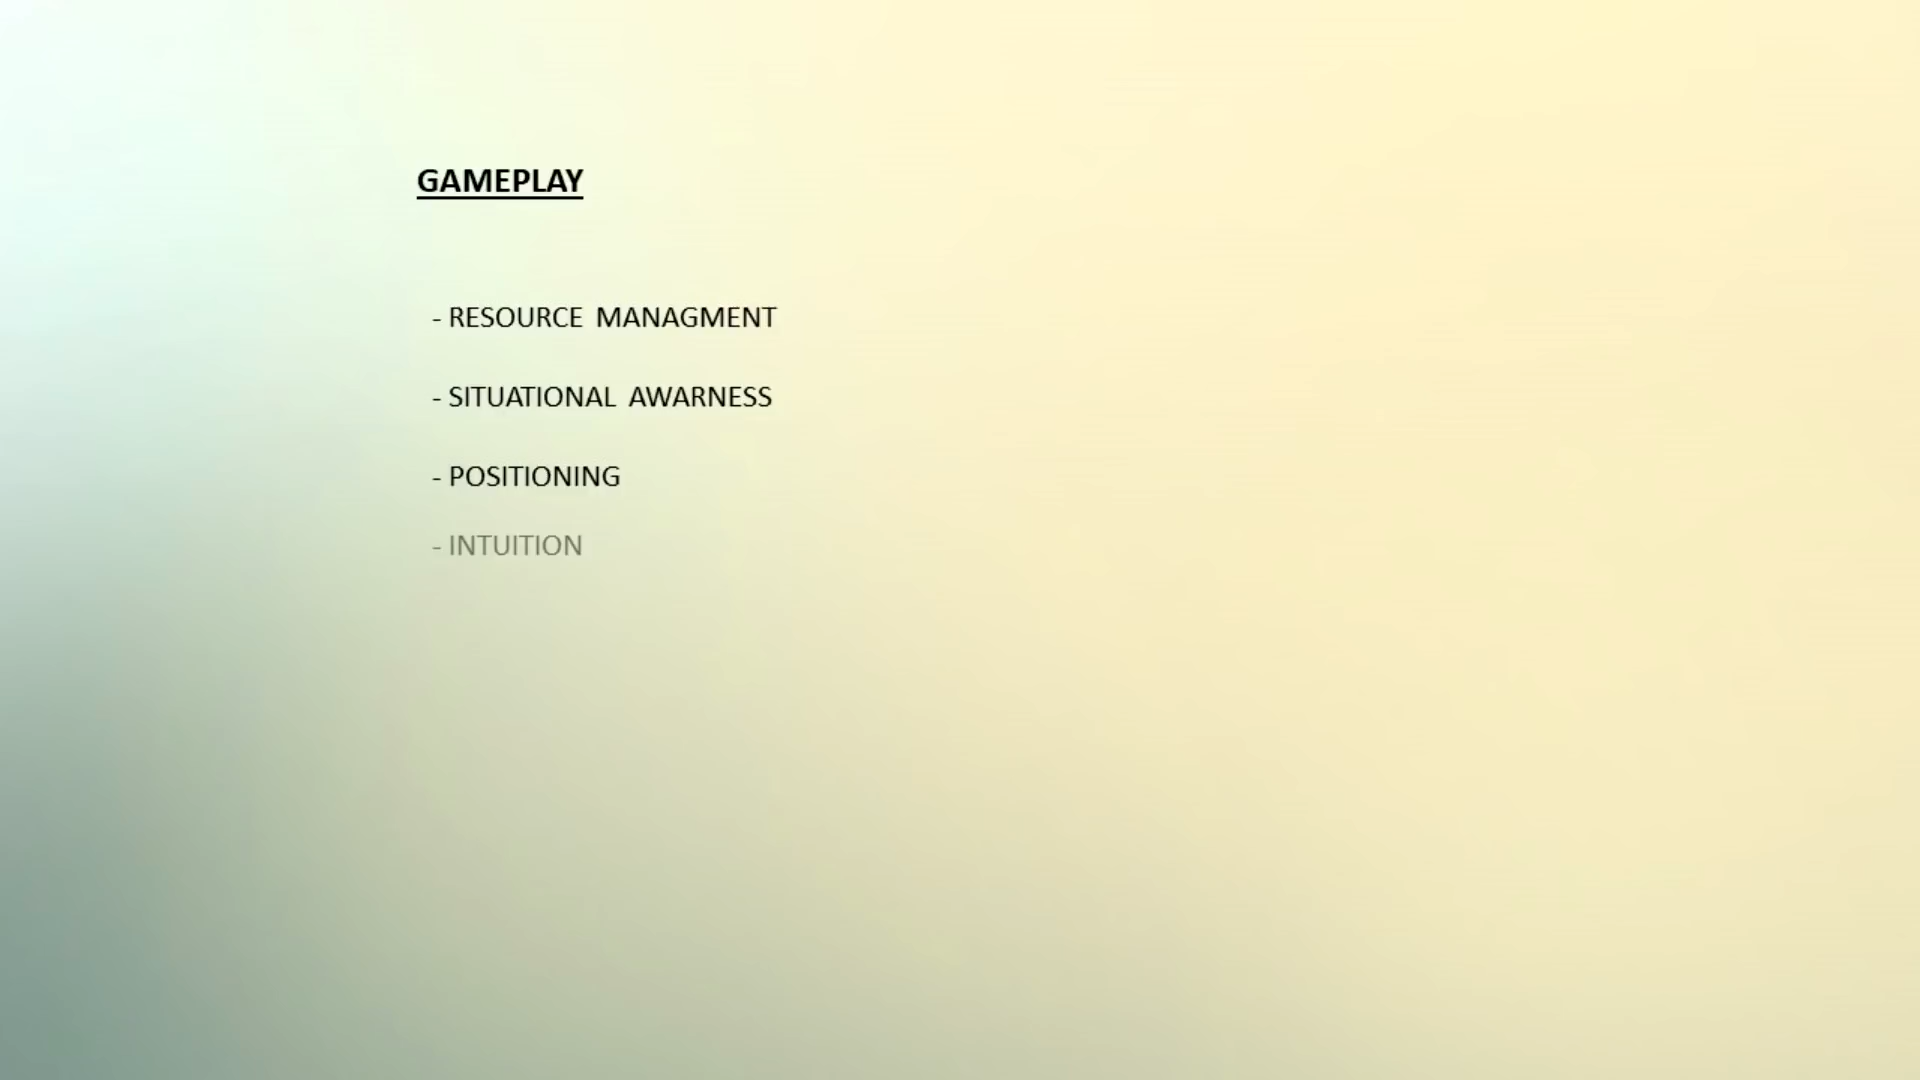 GAMEPLAY
- RESOURCE MANAGMENT
- SITUATIONAL AWARNESS
- POSITIONING
- INTUITION